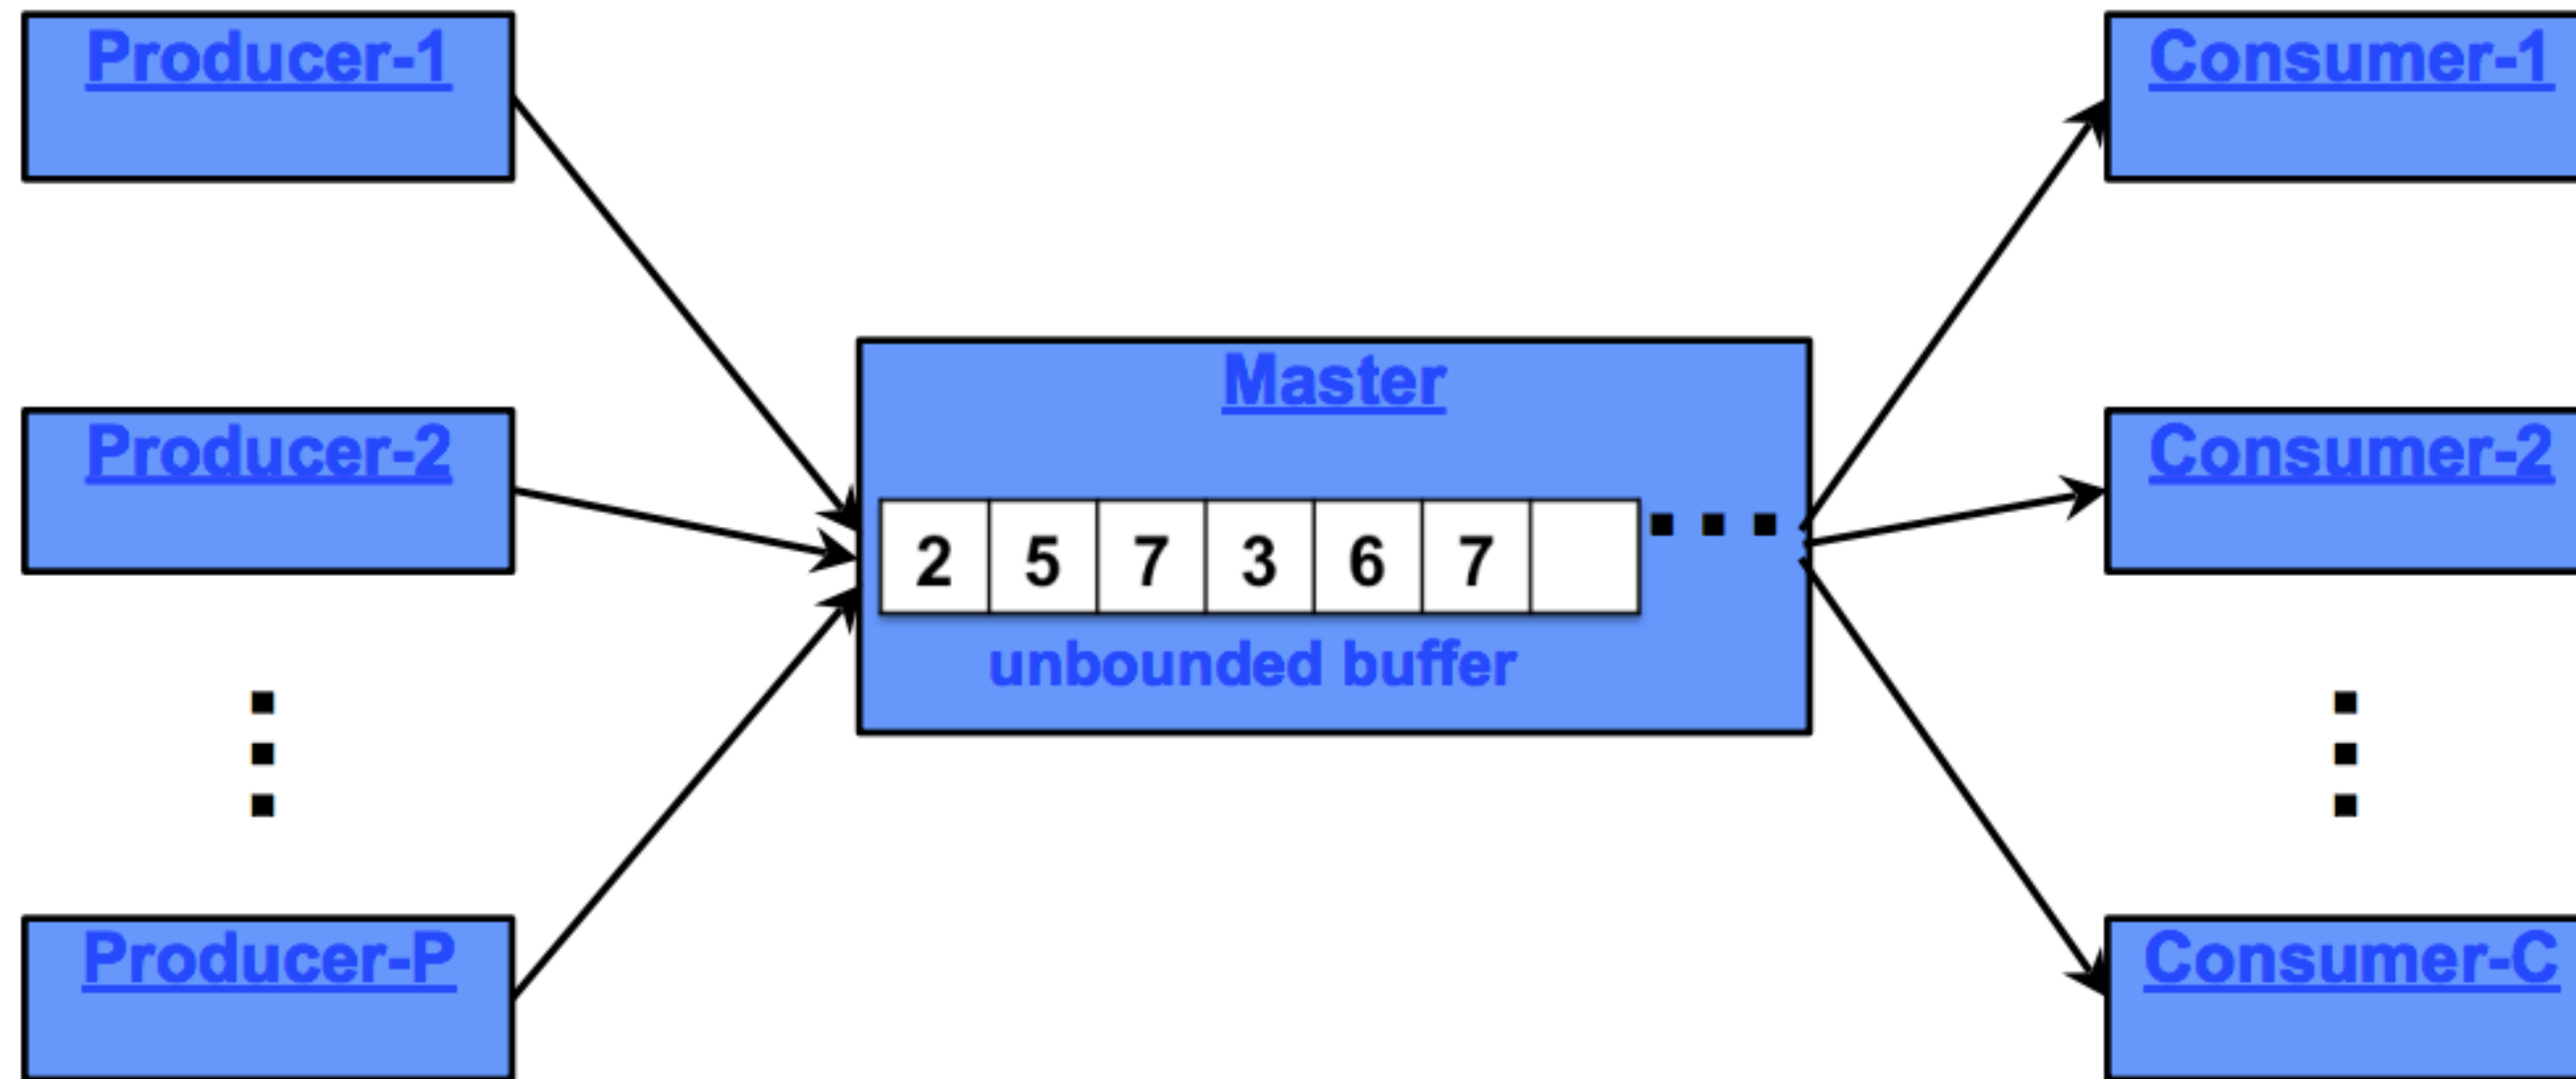 Producer-1
Consumer-1
Master
Producer-2
Consumer-2
2 5 7 3 6 7
unbounded buffer
Producer-P
Consumer-C